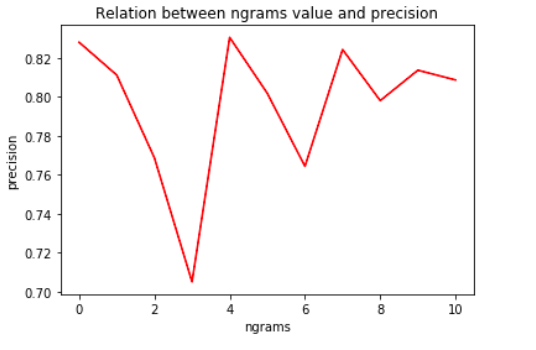 Relation between ngrams value and precision
0.82
0.80
0.78
0.76
0.74
0.72
0.70
precision
0 2 4 6 8 10
ngrams